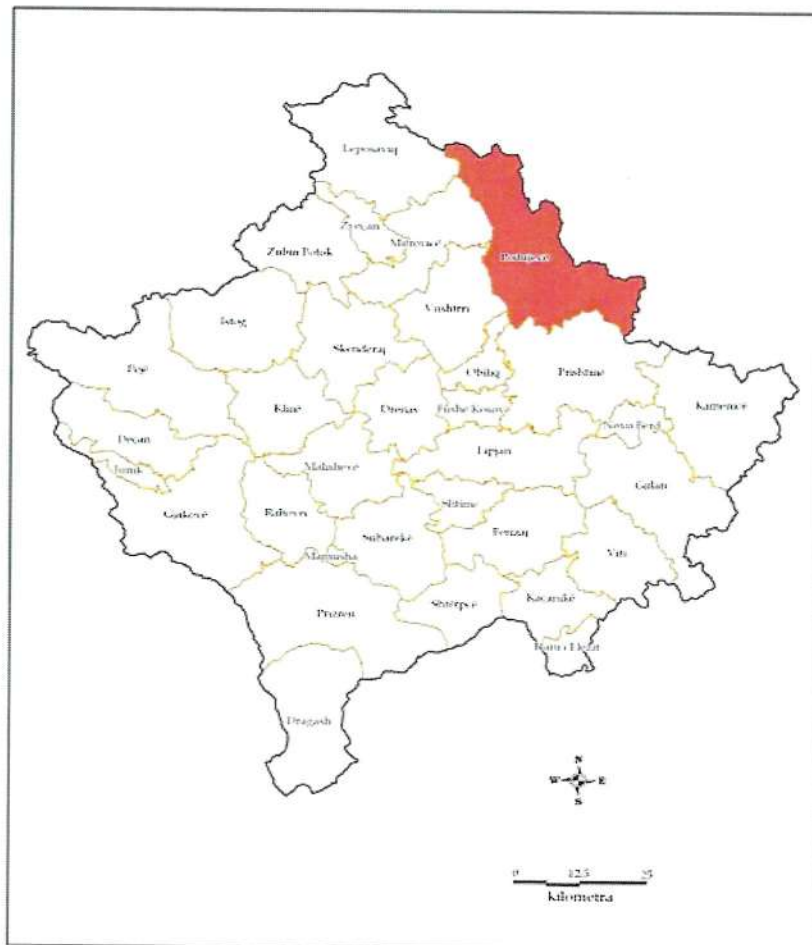 Leposaviq
Zveçan
Mitrovicë
Zubin Potok
Podujevë
Vushtrri
Istog
Skenderaj
Pejë
Obiliq
Prishtinë
Klinë
Drenas
Fushë Kosovë
Kamenicë
Novo Bërd
Deçan
Lipjan
Junik
Malishevë
Gjilan
Shtime
Gjakovë
Rahovec
Suharekë
Ferizaj
Viti
Mamusha
Prizren
Shtërpcë
Kaçanik
Hani i Elezit
Dragash
N
W E
S
0 12.5 25
kilometra